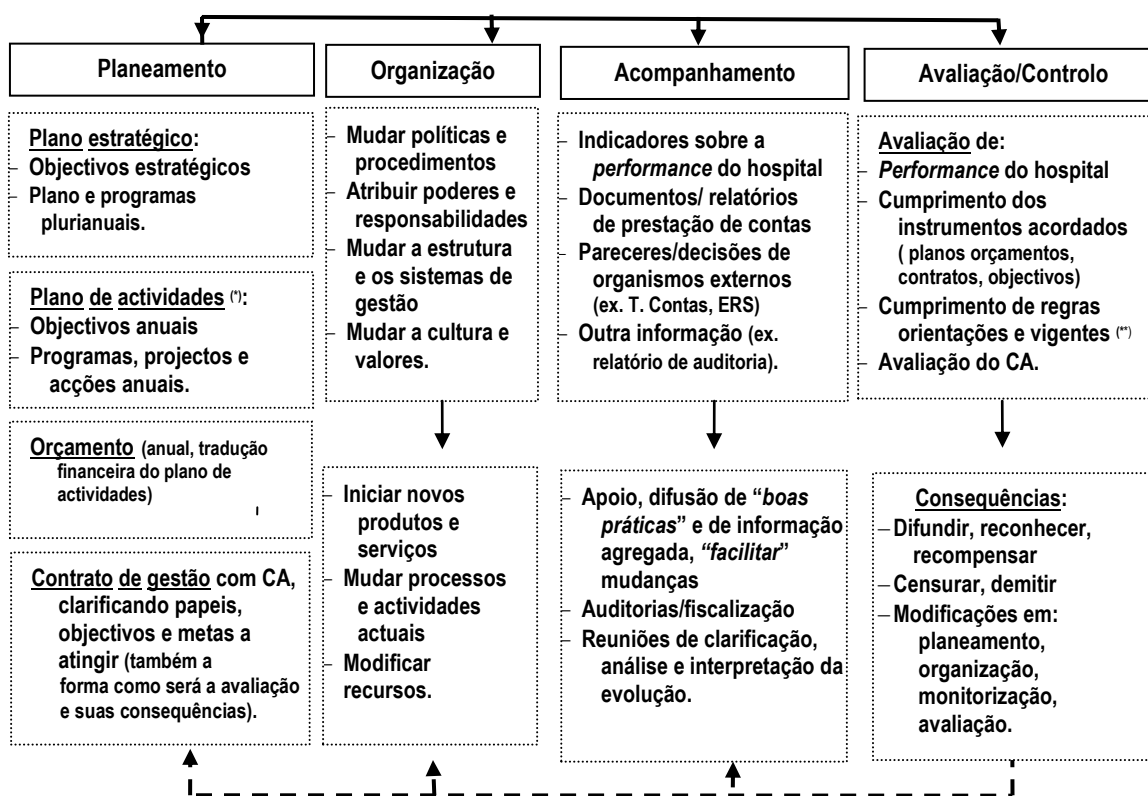 Planeamento
Plano estratégico:
– Objectivos estratégicos
– Plano e programas
plurianuais.
Plano de actividades (*):
– Objectivos anuais
– Programas, projectos e
acções anuais.
Orçamento (anual, tradução
financeira do plano de
actividades)
Contrato de gestão com CA,
clarificando papeis,
objectivos e metas a
atingir (também a
forma como será a avaliação
e suas consequências).
Organização
– Mudar políticas e
procedimentos
– Atribuir poderes e
responsabilidades
– Mudar a estrutura
e os sistemas de
gestão
– Mudar a cultura e
valores.
– Iniciar novos
produtos e
serviços
– Mudar processos
e actividades
actuais
– Modificar
recursos.
Acompanhamento
– Indicadores sobre a
performance do hospital
– Documentos/ relatórios
de prestação de contas
– Pareceres/decisões de
organismos externos
(ex. T. Contas, ERS)
– Outra informação (ex.
relatório de auditoria).
– Apoio, difusão de “boas
práticas” e de informação
agregada, “facilitar”
mudanças
– Auditorias/fiscalização
– Reuniões de clarificação,
análise e interpretação da
evolução.
Avaliação/Controlo
Avaliação de:
– Performance do hospital
– Cumprimento dos
instrumentos acordados
( planos orçamentos,
contratos, objectivos)
– Cumprimento de regras
orientações e vigentes (**)
– Avaliação do CA.
Consequências:
– Difundir, reconhecer,
recompensar
– Censurar, demitir
– Modificações em:
planeamento,
organização,
monitorização,
avaliação.